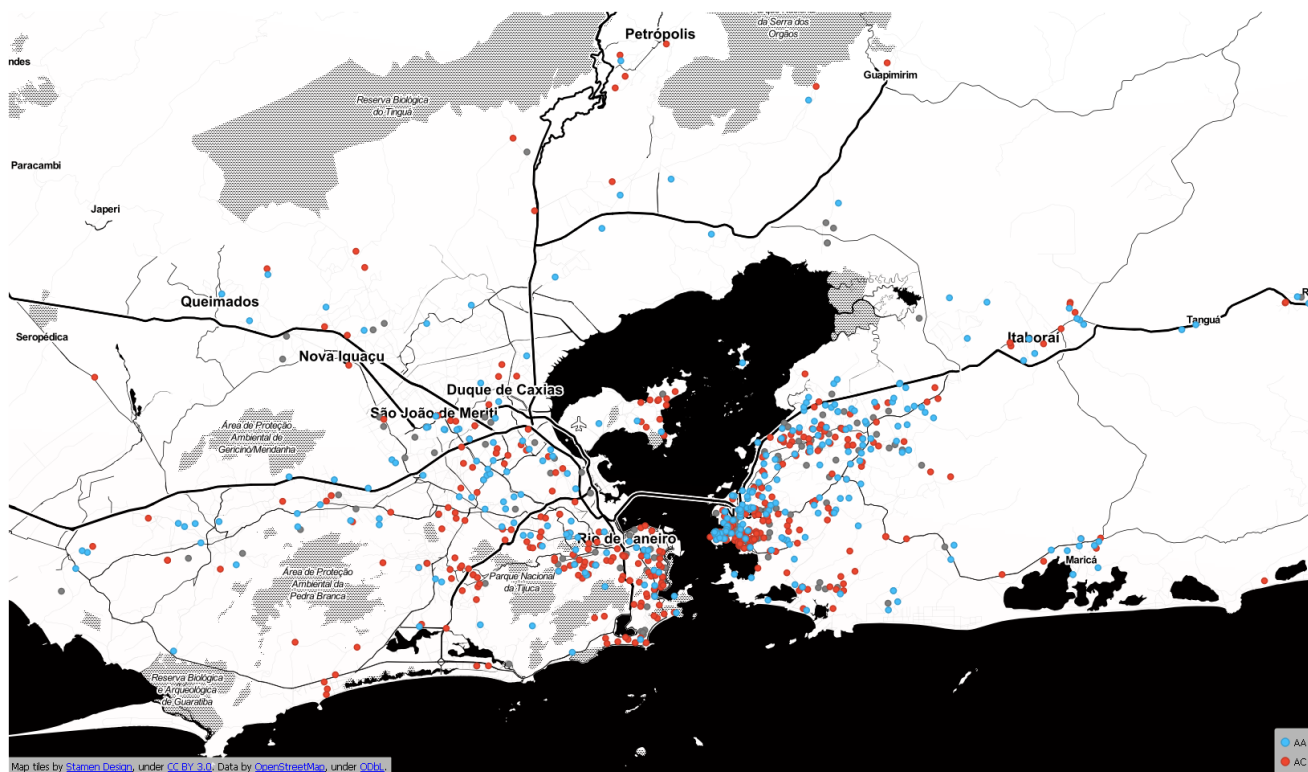 Petrópolis
da Serra dos
Orgãos
ndes
Guapimirim
Reserva Biológica
do Tinguá
Paracambi
Japeri
Queimados
R
Tanguá
Seropédica
Itaboraí
Nova Iguaçu
Duque de Caxias
São João de Meriti
Área de Proteção
Ambiental de
Gericinó/Mendanha
Rio de Janeiro
Maricá
Área de Proteção
Ambiental da
Pedra Branca
Parque Nacional
da Tijuca
Reserva Biológica
e Arqueológica
de Guaratiba
AA
AC
Map tiles by Stamen Design, under CC BY 3.0. Data by OpenStreetMap, under ODbL.